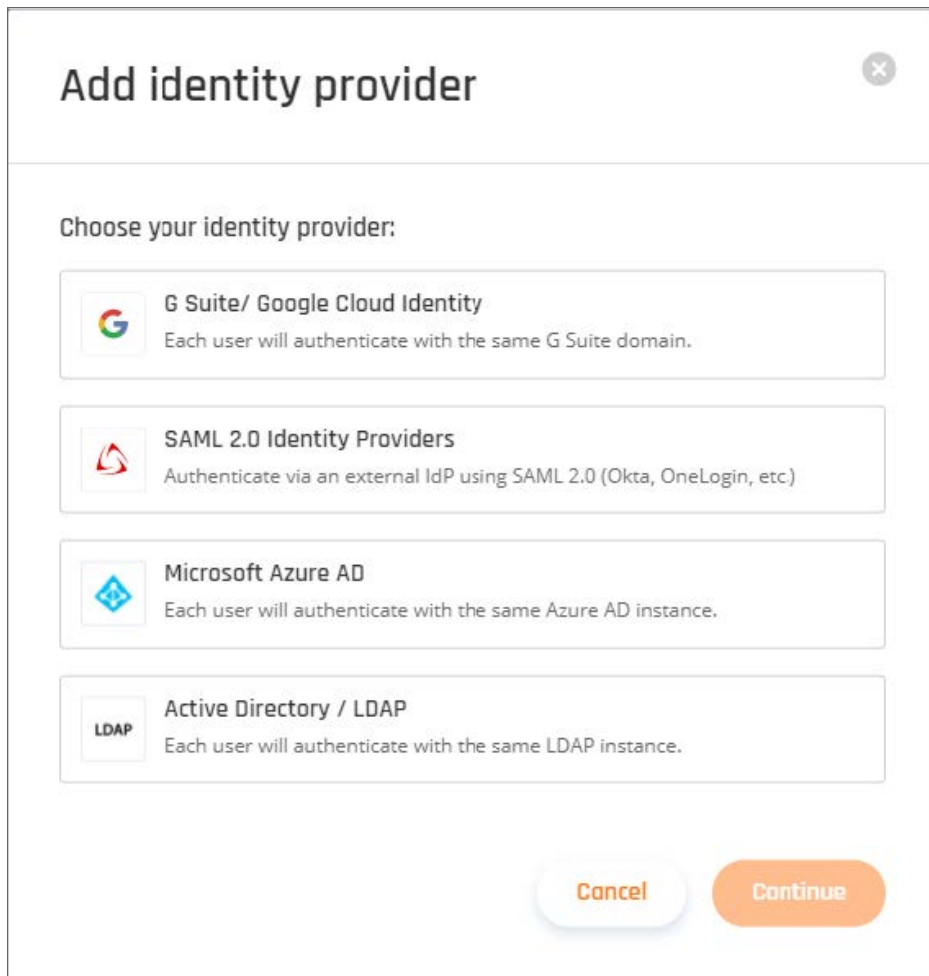 Add identity provider
Choose your identity provider:
G Suite/ Google Cloud Identity
Each user will authenticate with the same G Suite domain.
SAML 2.0 Identity Providers
Authenticate via an external IdP using SAML 2.0 (Okta, OneLogin, etc.)
Microsoft Azure AD
Each user will authenticate with the same Azure AD instance.
LDAP
Active Directory / LDAP
Each user will authenticate with the same LDAP instance.
Cancel
Continue